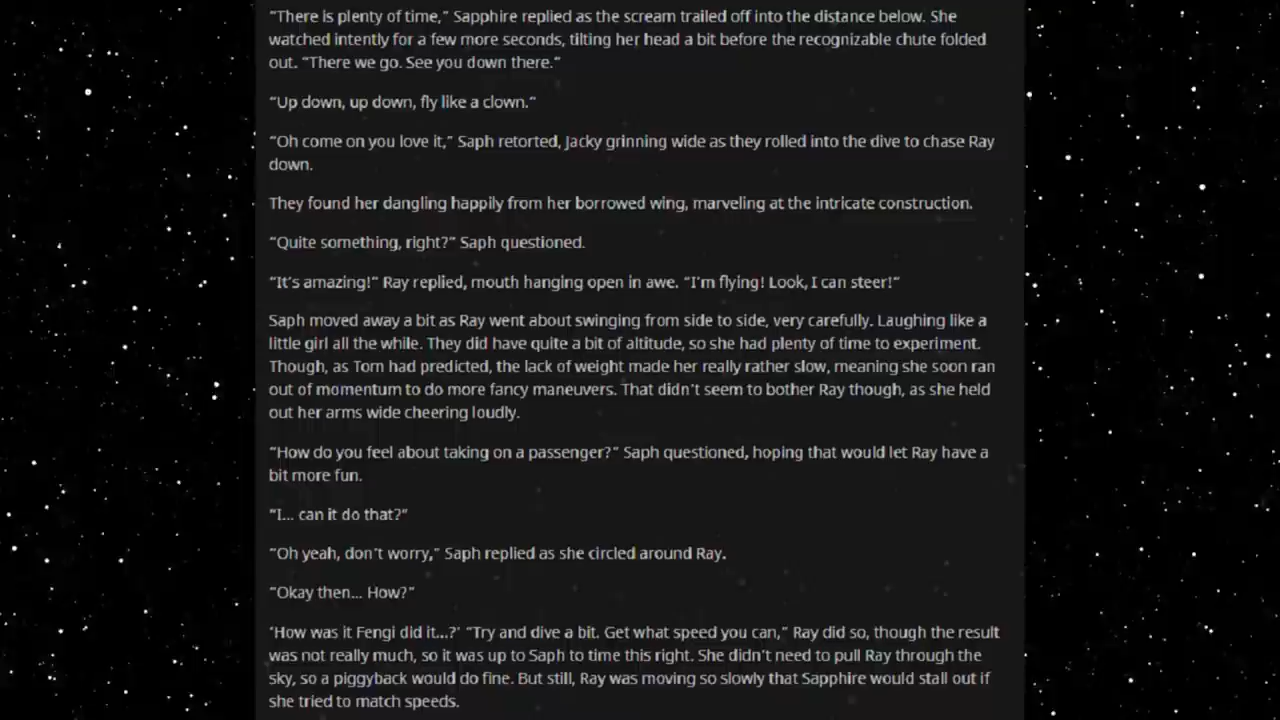 “There is plenty of time,” Sapphire replied as the scream trailed off into the distance below. She
watched intently for a few more seconds, tilting her head a bit before the recognizable chute folded
out. “There we go. See you down there.”
“Up down, up down, fly like a clown.”
“Oh come on you love it,” Saph retorted, Jacky grinning wide as they rolled into the dive to chase Ray
down.
They found her dangling happily from her borrowed wing, marveling at the intricate construction.
“Quite something, right?” Saph questioned.
“It’s amazing!” Ray replied, mouth hanging open in awe. “I’m flying! Look, I can steer!”
Saph moved away a bit as Ray went about swinging from side to side, very carefully. Laughing like a
little girl all the while. They did have quite a bit of altitude, so she had plenty of time to experiment.
Though, as Tom had predicted, the lack of weight made her really rather slow, meaning she soon ran
out of momentum to do more fancy maneuvers. That didn’t seem to bother Ray though, as she held
out her arms wide cheering loudly.
“How do you feel about taking on a passenger?” Saph questioned, hoping that would let Ray have a
bit more fun.
“I… can it do that?”
“Oh yeah, don’t worry,” Saph replied as she circled around Ray.
“Okay then… How?”
‘How was it Fengi did it…?’ “Try and dive a bit. Get what speed you can,” Ray did so, though the result
was not really much, so it was up to Saph to time this right. She didn’t need to pull Ray through the
sky, so a piggyback would do fine. But still, Ray was moving so slowly that Sapphire would stall out if
she tried to match speeds.